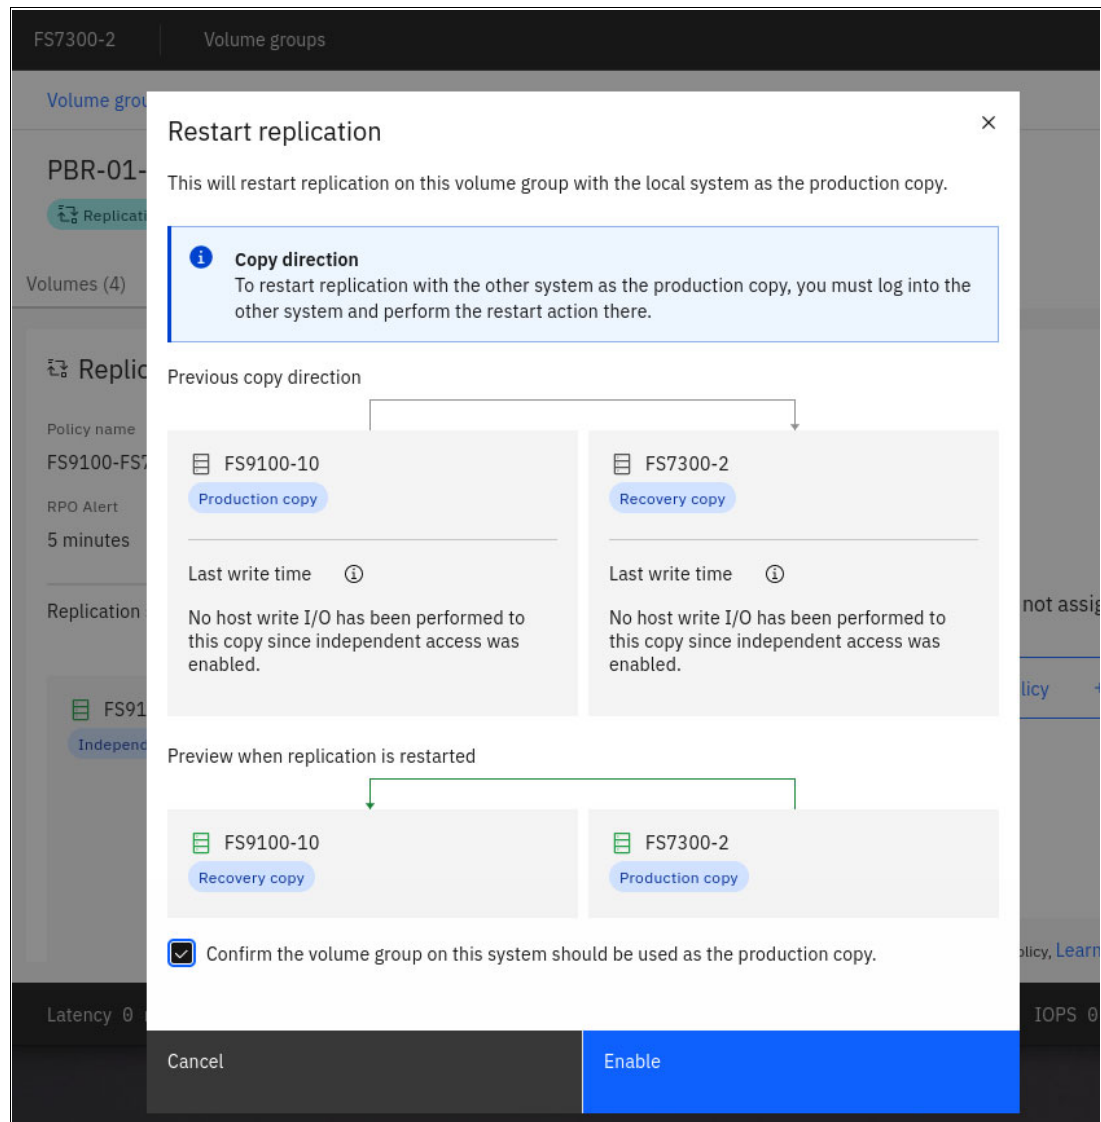 FS7300-2
Volume groups
Volume grou
PBR-01-
Replicati
Volumes (4)
Restart replication
This will restart replication on this volume group with the local system as the production copy.
Copy direction
To restart replication with the other system as the production copy, you must log into the
other system and perform the restart action there.
Replic
Policy name
FS9100-FS7
RPO Alert
5 minutes
Replication
FS91
Independ
Previous copy direction
FS9100-10
Production copy
Last write time
No host write I/O has been performed to
this copy since independent access was
enabled.
FS7300-2
Recovery copy
Last write time
No host write I/O has been performed to
this copy since independent access was
enabled.
Preview when replication is restarted
FS9100-10
Recovery copy
FS7300-2
Production copy
Confirm the volume group on this system should be used as the production copy.
not assig
licy +
olicy, Learn
Latency 0
IOPS 0
Cancel
Enable